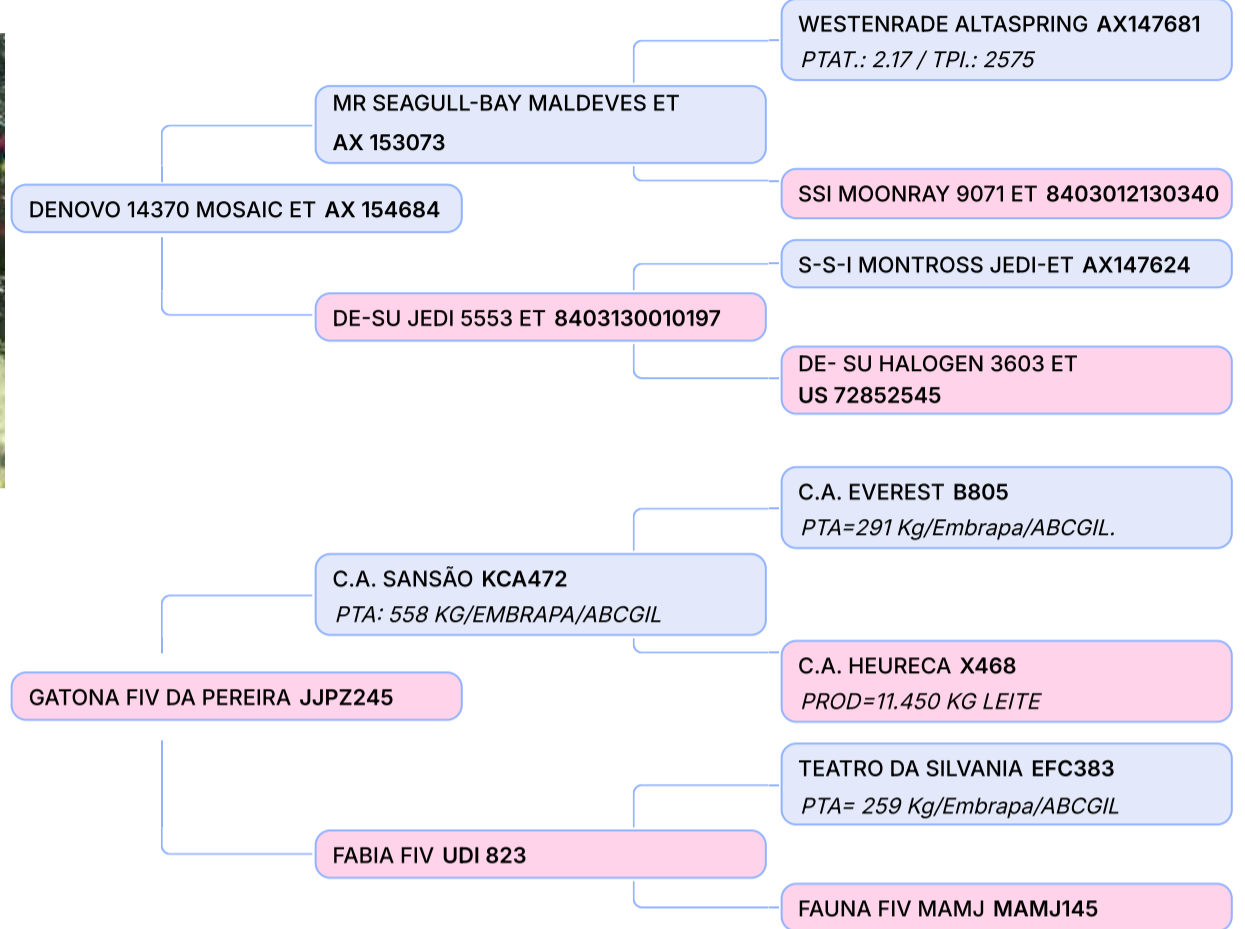 WESTENRADE ALTASPRING AX147681
PTAT.: 2.17 / TPI.: 2575
MR SEAGULL-BAY MALDEVES ET
AX 153073
SSI MOONRAY 9071 ET 8403012130340
DENOVO 14370 MOSAIC ET AX 154684
S-S-I MONTROSS JEDI-ET AX147624
DE-SU JEDI 5553 ET 8403130010197
DE- SU HALOGEN 3603 ET
US 72852545
C.A. EVEREST B805
PTA=291 Kg/Embrapa/ABCGIL.
C.A. SANSÃO KCA472
PTA: 558 KG/EMBRAPA/ABCGIL
C.A. HEURECA X468
PROD=11.450 KG LEITE
GATONA FIV DA PEREIRA JJPZ245
TEATRO DA SILVANIA EFC383
PTA= 259 Kg/Embrapa/ABCGIL
FABIA FIV UDI 823
FAUNA FIV MAMJ MAMJ145